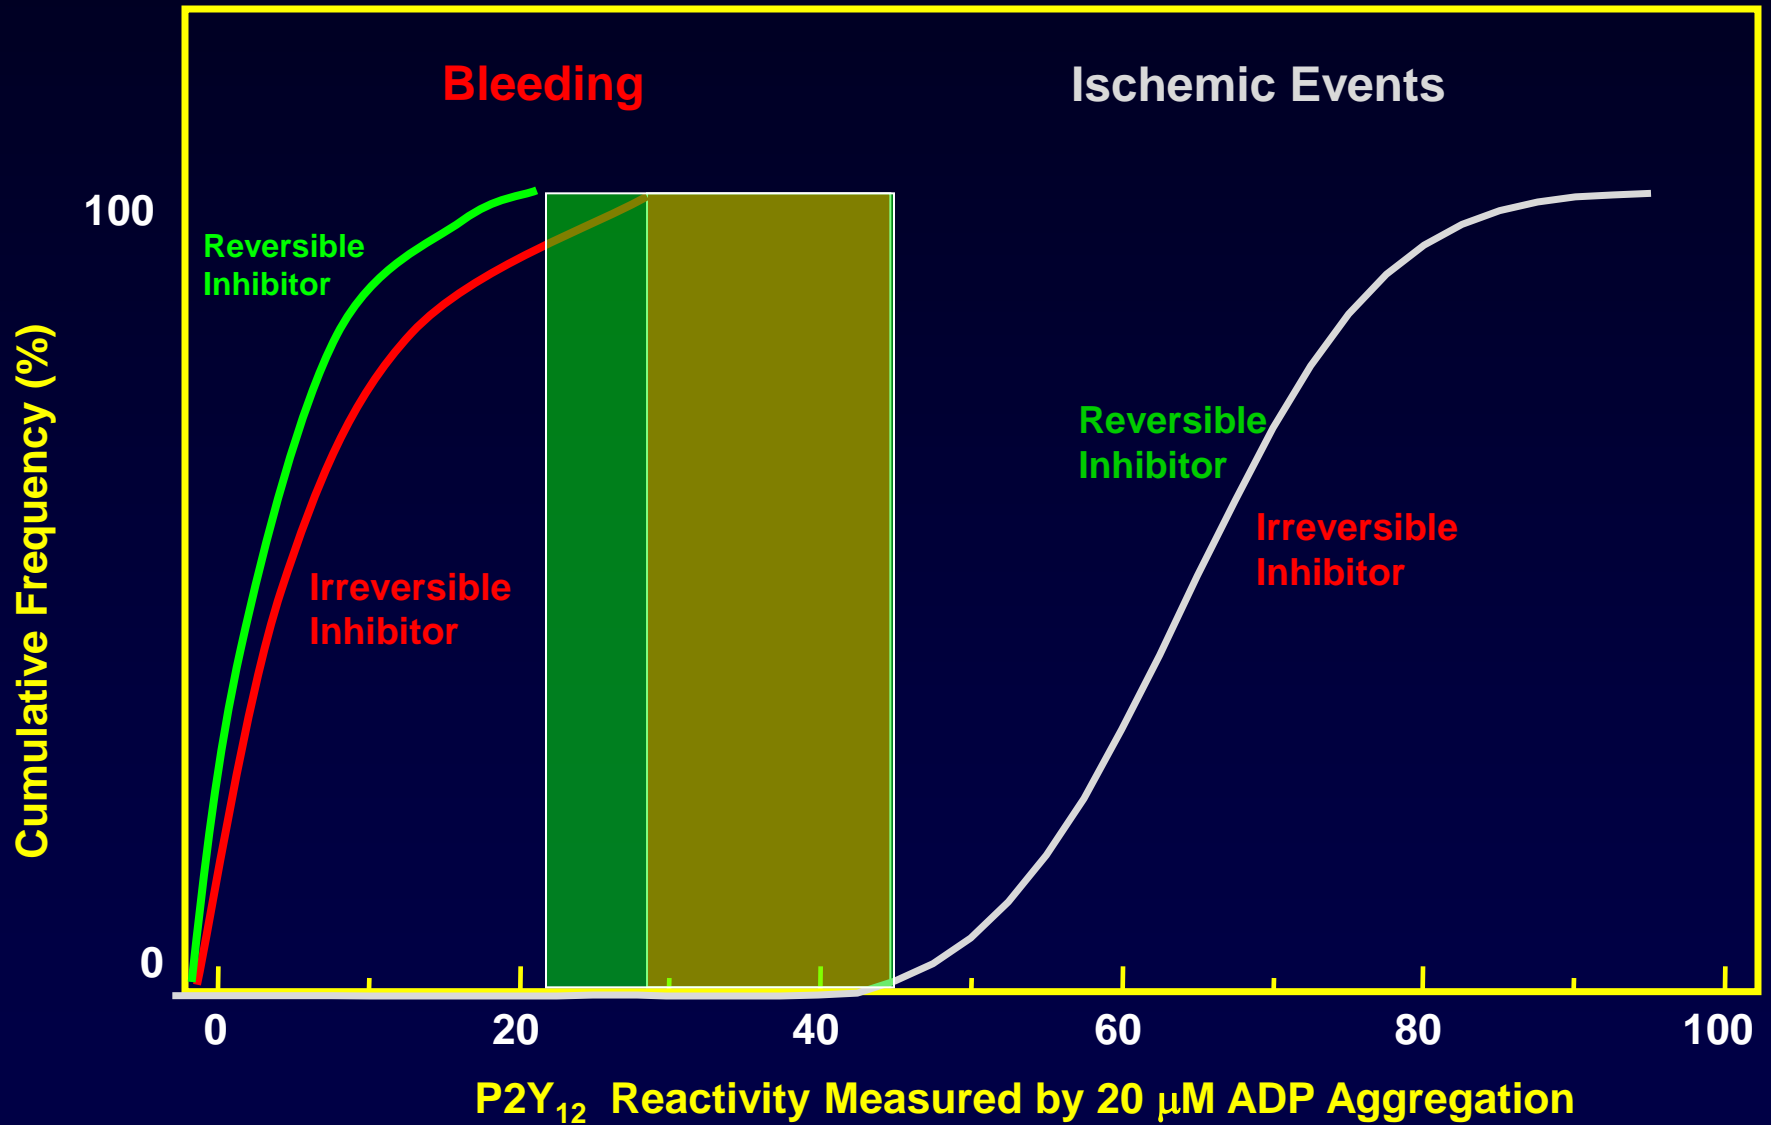 Bleeding
Ischemic Events
100
Reversible
Inhibitor
Reversible
Inhibitor
Irreversible
Inhibitor
Irreversible
Inhibitor
Cumulative Frequency (%)
0
0 20 40 60 80 100
P2Y₁₂ Reactivity Measured by 20 μM ADP Aggregation